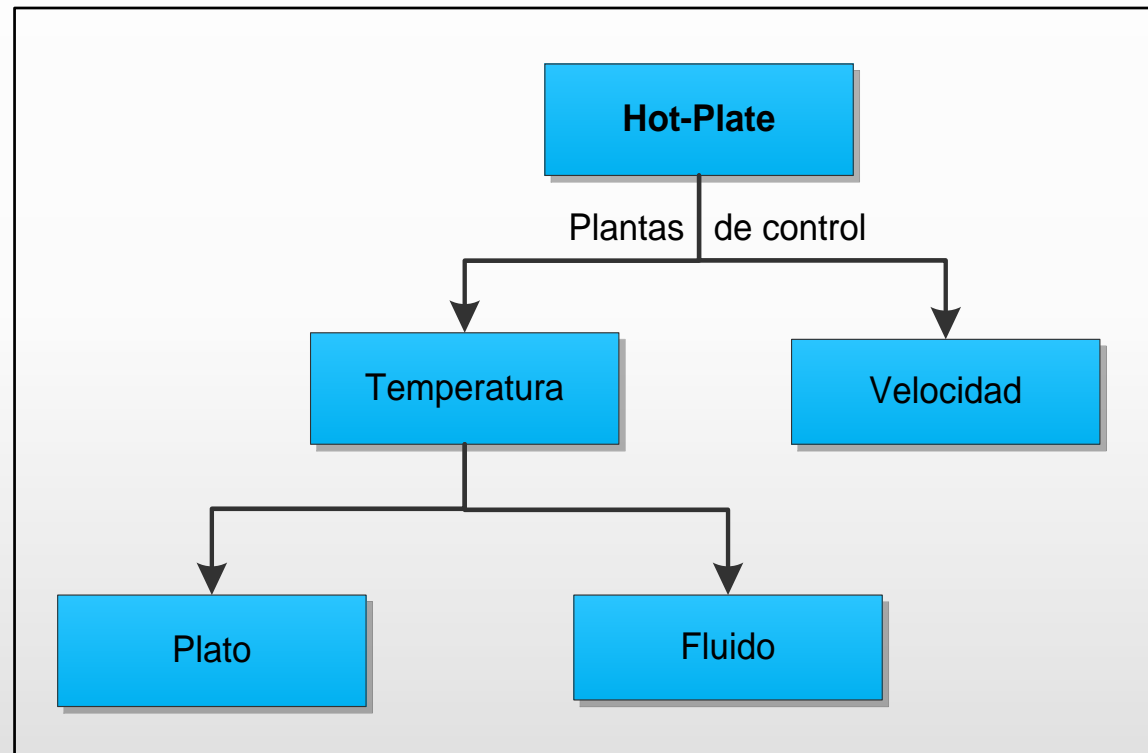 Hot-Plate
Plantas de control
Temperatura
Velocidad
Plato
Fluido